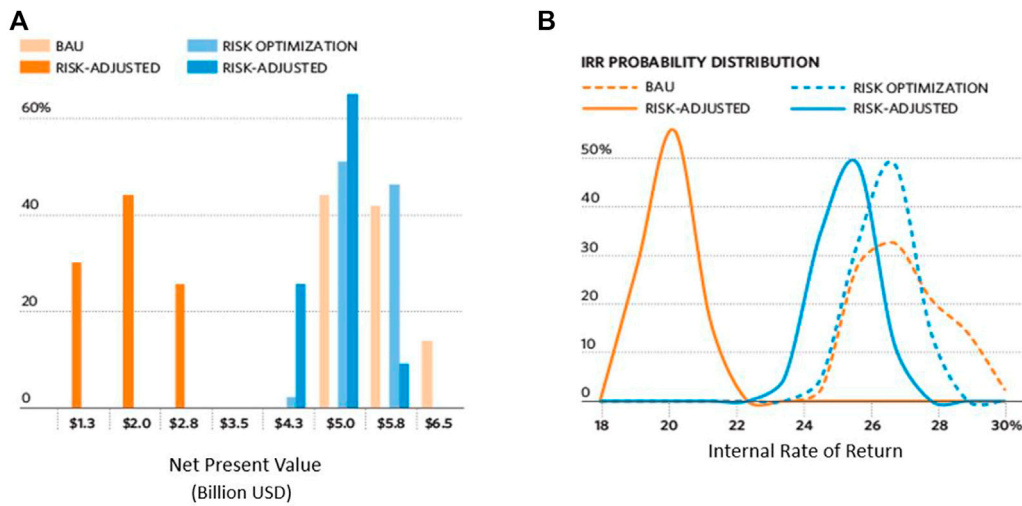 A
BAU
RISK OPTIMIZATION
RISK-ADJUSTED
RISK-ADJUSTED
60%
40
20
0
$1.3 $2.0 $2.8 $3.5 $4.3 $5.0 $5.8 $6.5
Net Present Value
(Billion USD)
B
IRR PROBABILITY DISTRIBUTION
BAU
RISK OPTIMIZATION
RISK-ADJUSTED
RISK-ADJUSTED
50%
40
30
20
10
0
18 20 22 24 26 28 30%
Internal Rate of Return